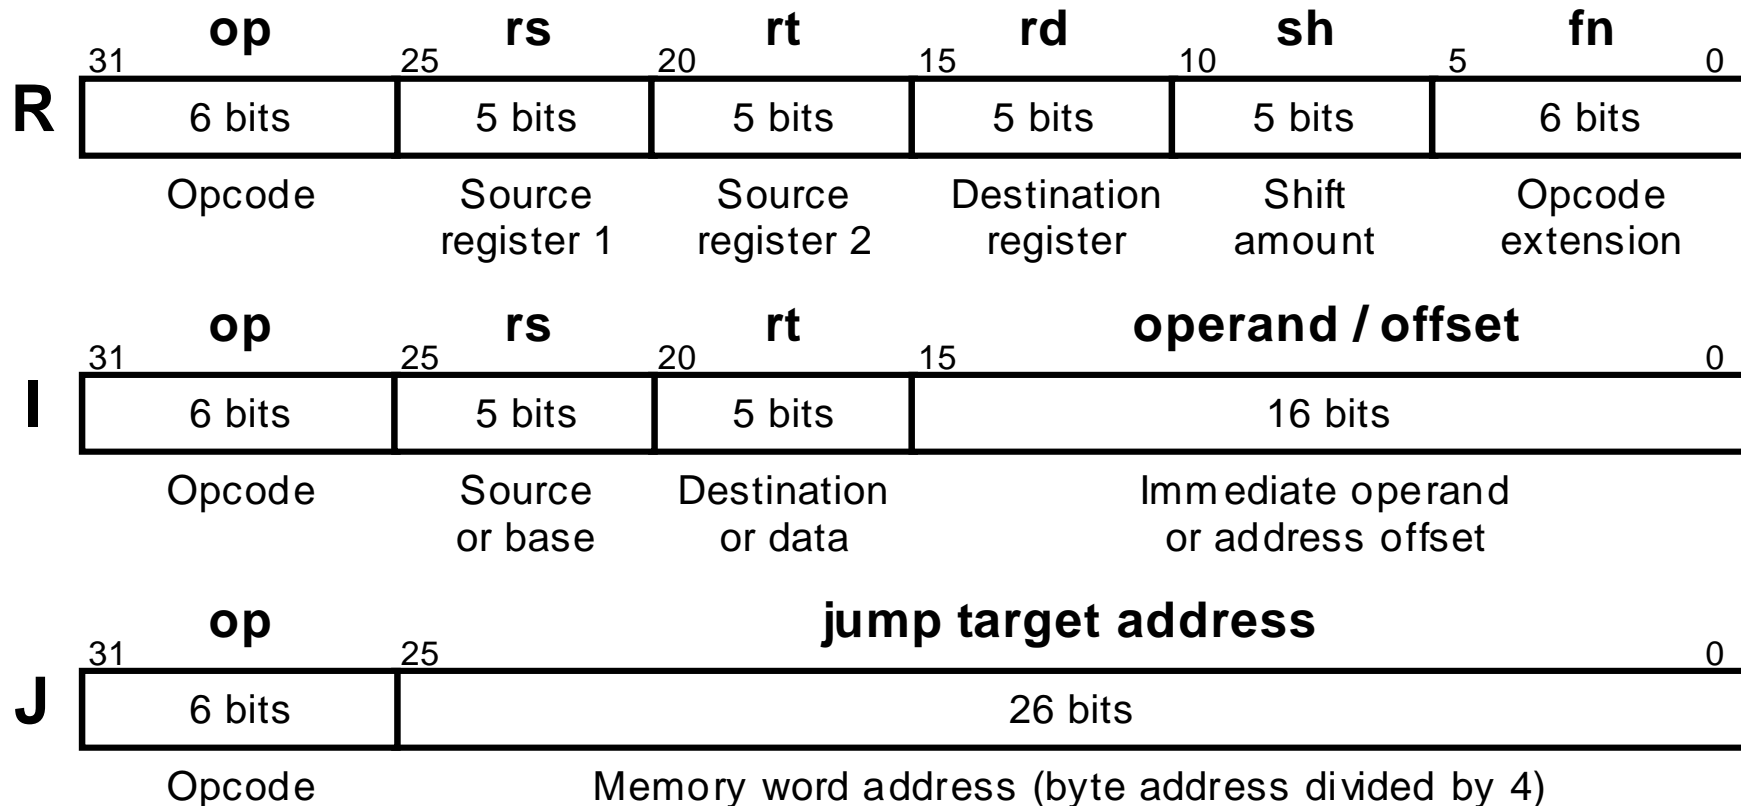 op rs rt rd sh fn
31 25 20 15 10 5 0
R 6 bits 5 bits 5 bits 5 bits 5 bits 6 bits
Opcode Source Source Destination Shift Opcode
register 1 register 2 register amount extension
op rs rt operand / offset
31 25 20 15 0
I 6 bits 5 bits 5 bits 16 bits
Opcode Source Destination Immediate operand
or base or data or address offset
op jump target address
31 25 0
J 6 bits 26 bits
Opcode Memory word address (byte address divided by 4)